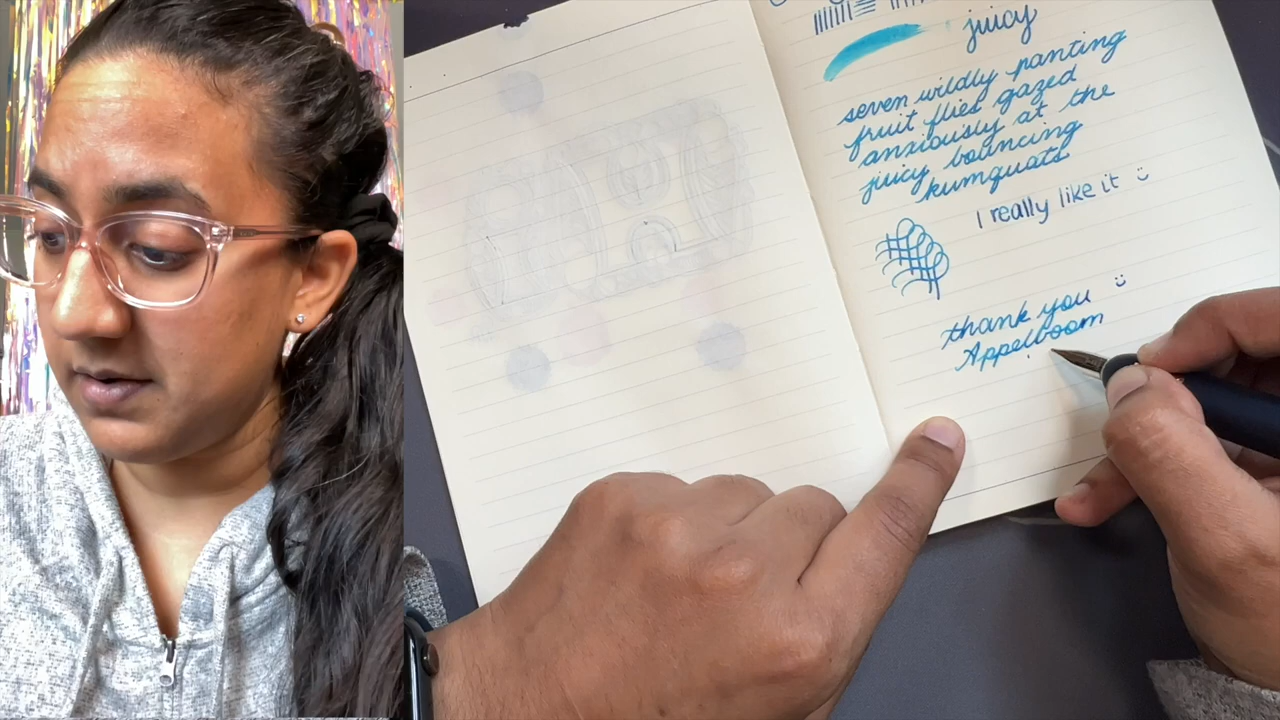 juicy
seven wildly panting
fruit flies gazed
anxiously at the
juicy bouncing
kumquats
I really like it :)
thank you :)
Appelboom